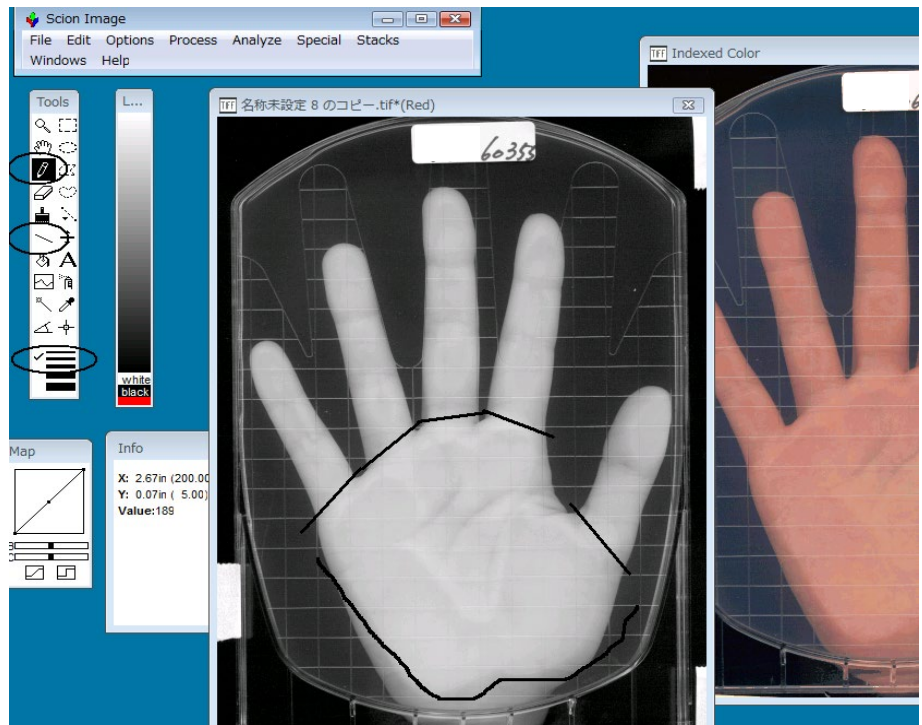 Scion Image
File Edit Options Process Analyze Special Stacks
Windows Help
TIFF Indexed Color
Tools
L...
TIFF 名称未設定 8 のコピー.tif*(Red)
60355
A
white
black
Map
Info
X: 2.67in (200.00
Y: 0.07in ( 5.00)
Value:189